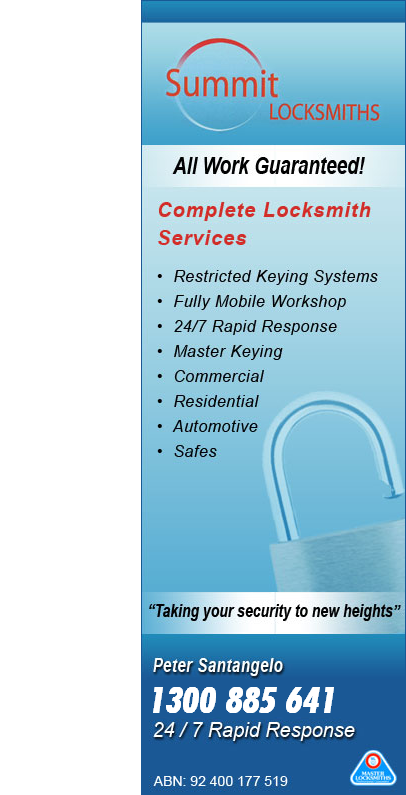 Summit
LOCKSMITHS
All Work Guaranteed!
Complete Locksmith
Services
• Restricted Keying Systems
• Fully Mobile Workshop
• 24/7 Rapid Response
• Master Keying
• Commercial
• Residential
• Automotive
• Safes
“Taking your security to new heights”
Peter Santangelo
1300 885 641
24 / 7 Rapid Response
ABN: 92 400 177 519
MASTER
LOCKSMITHS